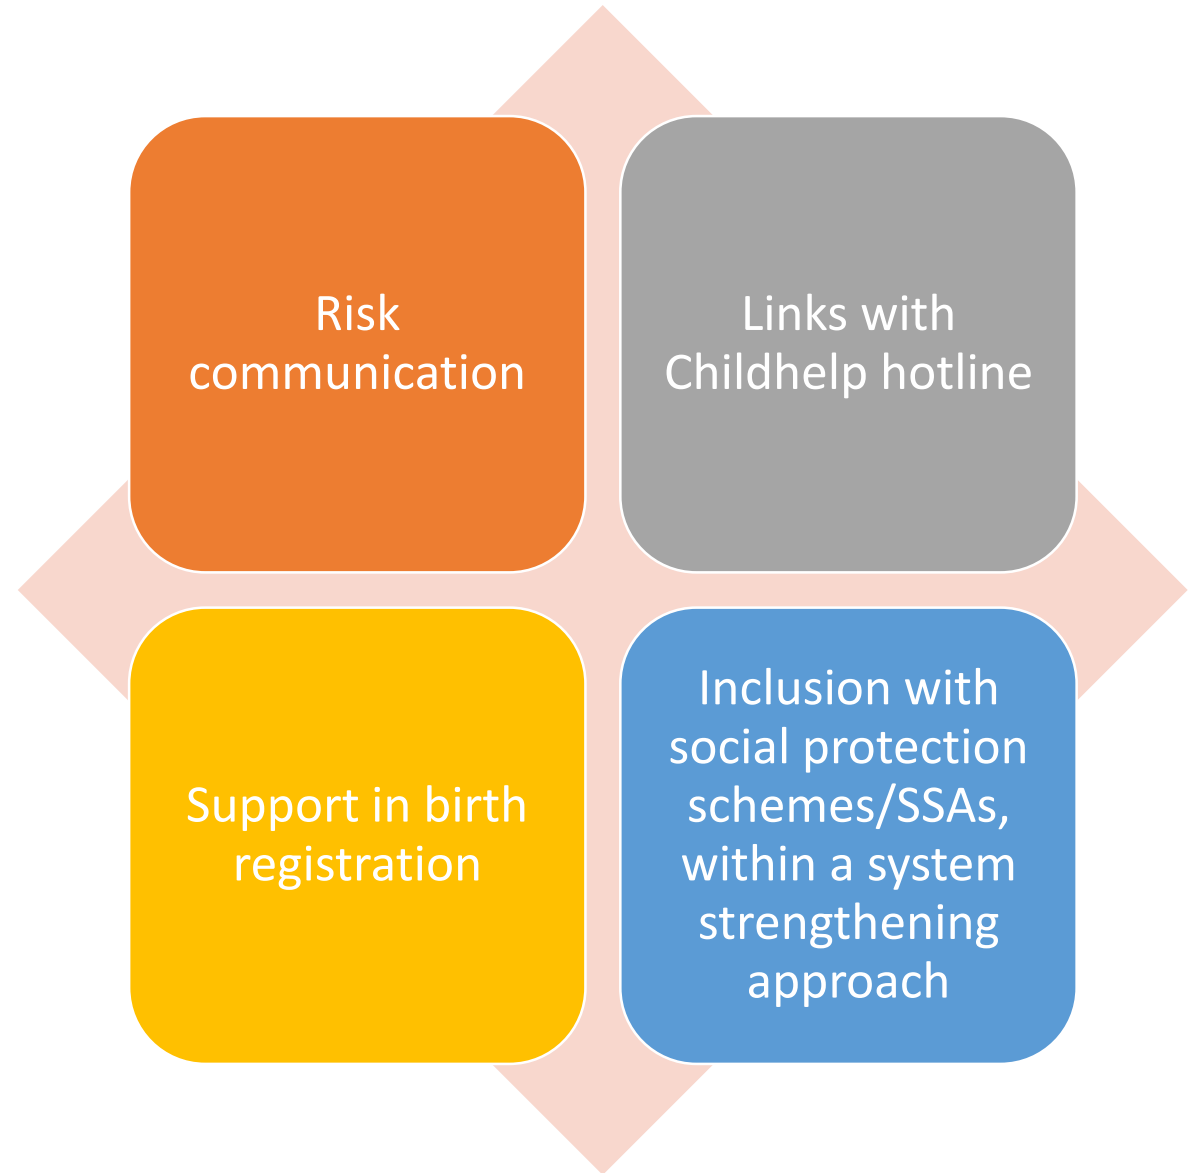 Risk
communication
Links with
Childhelp hotline
Support in birth
registration
Inclusion with
social protection
schemes/SSAs,
within a system
strengthening
approach